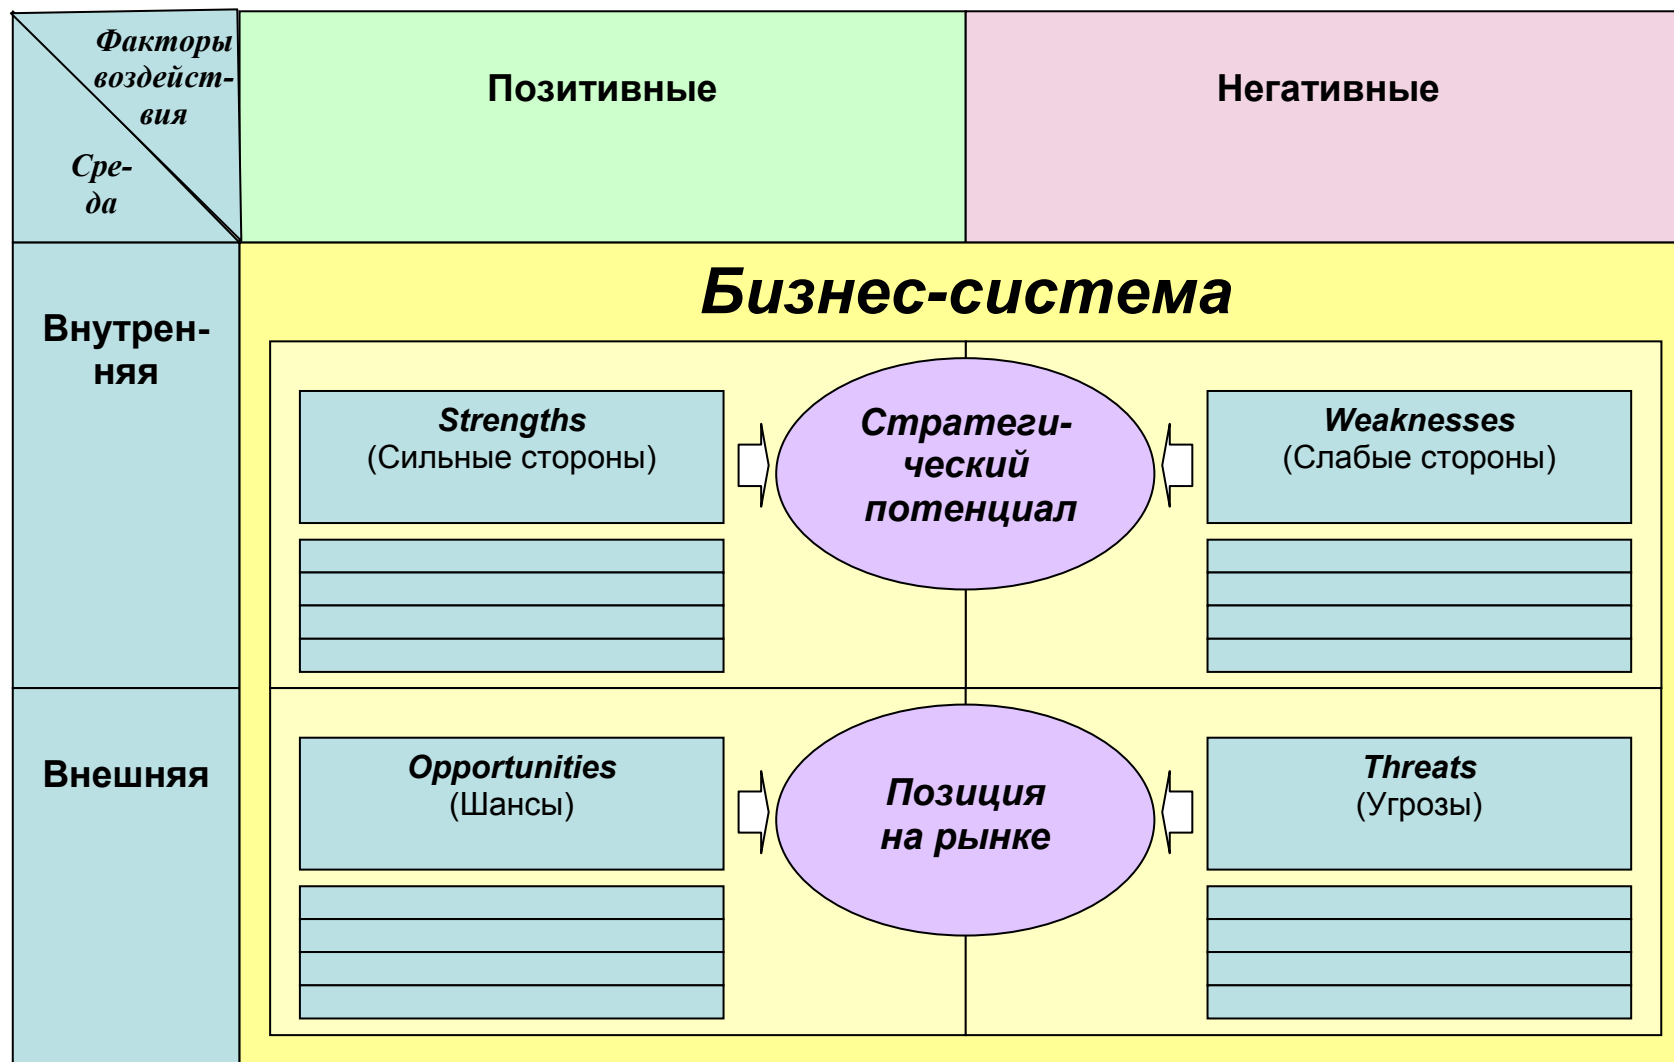 Факторы
воздейст-
вия
Сре-
да
Позитивные
Негативные
Внутрен-
няя
Бизнес-система
Strengths
(Сильные стороны)
Стратеги-
ческий
потенциал
Weaknesses
(Слабые стороны)
Внешняя
Opportunities
(Шансы)
Позиция
на рынке
Threats
(Угрозы)